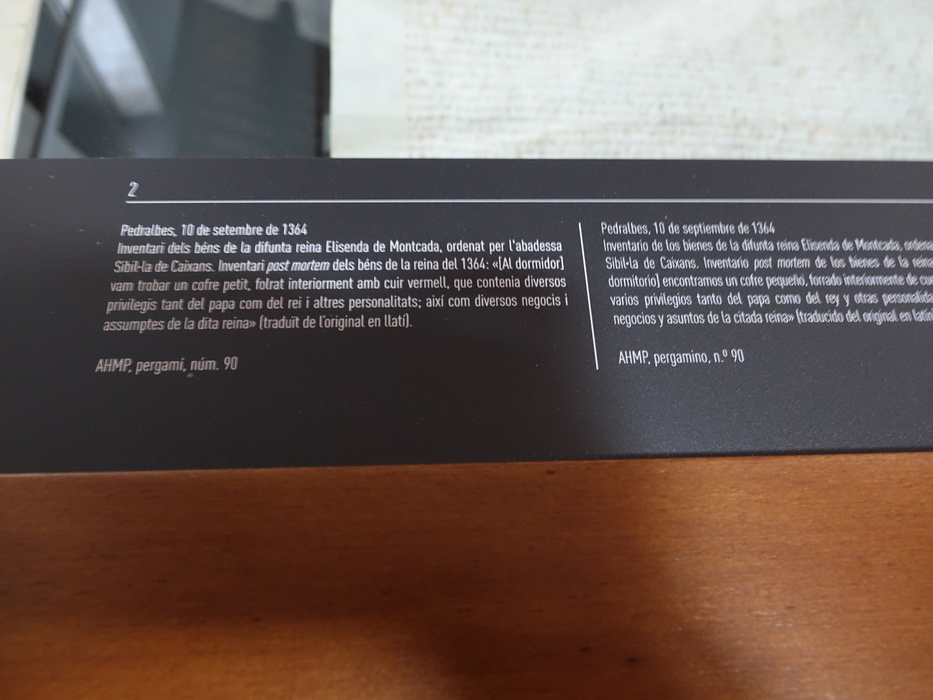 2
Pedralbes, 10 de setembre de 1364
Inventari dels béns de la difunta reina Elisenda de Montcada, ordenat per l'abadessa
Sibil·la de Caixans. Inventari post mortem dels béns de la reina del 1364: «[Al dormidor]
vam trobar un cofre petit, folrat interiorment amb cuir vermell, que contenia diversos
privilegis tant del papa com del rei i altres personalitats; així com diversos negocis i
assumptes de la dita reina» (traduït de l'original en llatí).
AHMP, pergamí, núm. 90
Pedralbes, 10 de septiembre de 1364
Inventario de los bienes de la difunta reina Elisenda de Montcada,
Sibil·la de Caixans. Inventario post mortem de los bienes de la reina
dormitorio] encontramos un cofre pequeño, forrado interiormente de
varios privilegios tanto del papa como del rey y otras
negocios y asuntos de la citada reina» (traducido del original en latín)
AHMP, pergamino, n.º 90